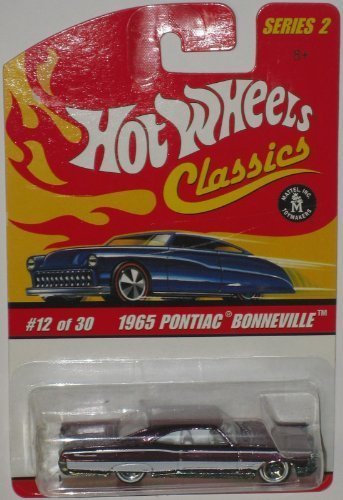 SERIES 2
8+
HOT WHEELS
Classics
MATTEL, INC.
M
TOYMAKERS
#12 of 30 1965 PONTIAC® BONNEVILLE™